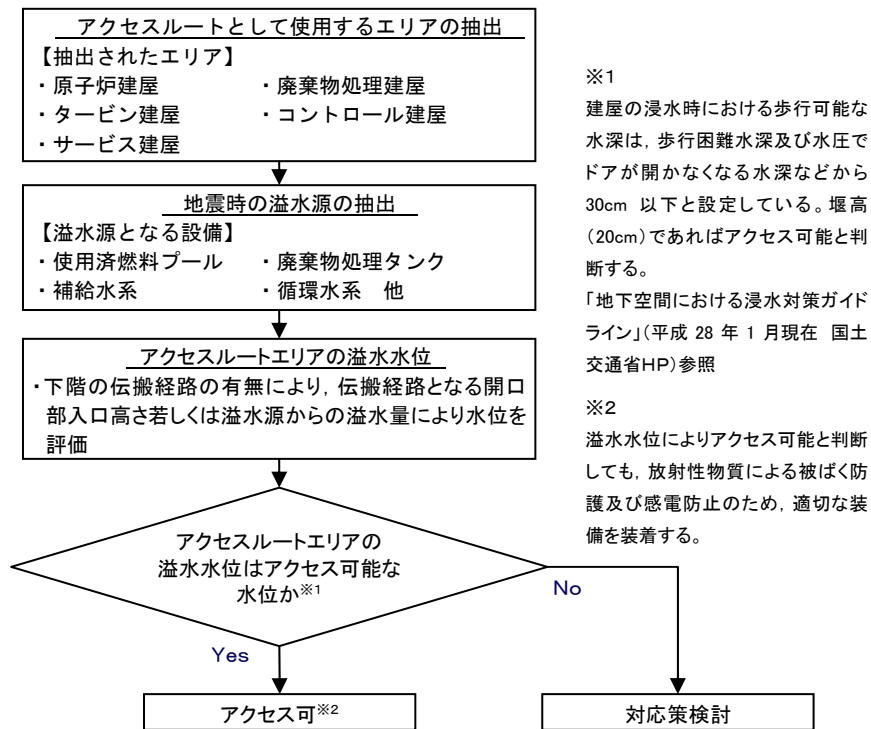 アクセスルートとして使用するエリアの抽出
【抽出されたエリア】
・原子炉建屋 ・廃棄物処理建屋
・タービン建屋 ・コントロール建屋
・サービス建屋
地震時の溢水源の抽出
【溢水源となる設備】
・使用済燃料プール ・廃棄物処理タンク
・補給水系 ・循環水系 他
アクセスルートエリアの溢水水位
・下階の伝搬経路の有無により，伝搬経路となる開口
部入口高さ若しくは溢水源からの溢水量により水位を
評価
アクセスルートエリアの
溢水水位はアクセス可能な
水位か※1
No
Yes
アクセス可※2
対応策検討
※1
建屋の浸水時における歩行可能な
水深は，歩行困難水深及び水圧で
ドアが開かなくなる水深などから
30cm 以下と設定している。堰高
（20cm）であればアクセス可能と判
断する。
「地下空間における浸水対策ガイド
ライン」（平成 28 年 1 月現在 国土
交通省HP）参照
※2
溢水水位によりアクセス可能と判断
しても，放射性物質による被ばく防
護及び感電防止のため，適切な装
備を装着する。